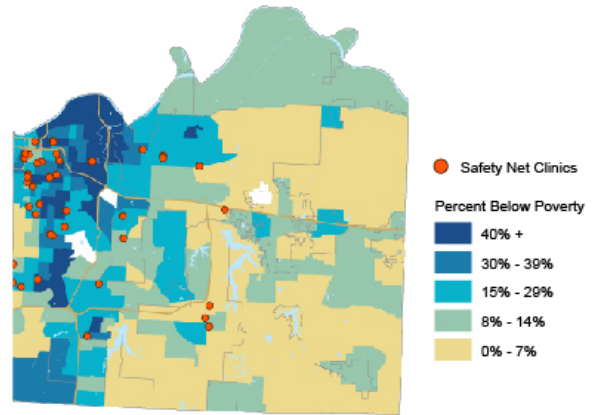 Safety Net Clinics
Percent Below Poverty
40% +
30% - 39%
15% - 29%
8% - 14%
0% - 7%